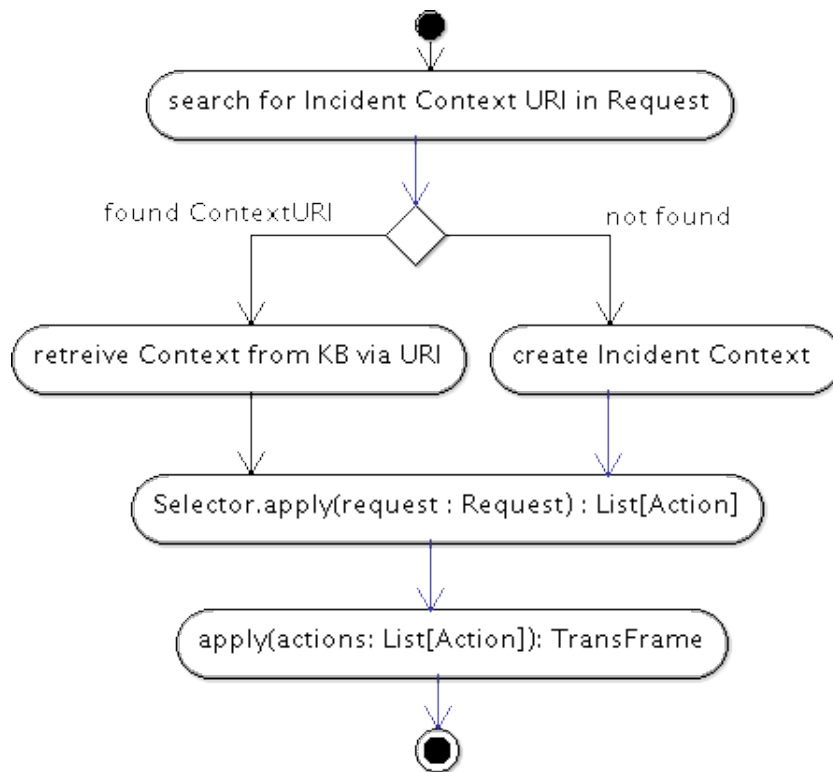 search for Incident Context URI in Request
found ContextURI
not found
retreive Context from KB via URI
create Incident Context
Selector.apply(request : Request) : List[Action]
apply(actions: List[Action]): TransFrame